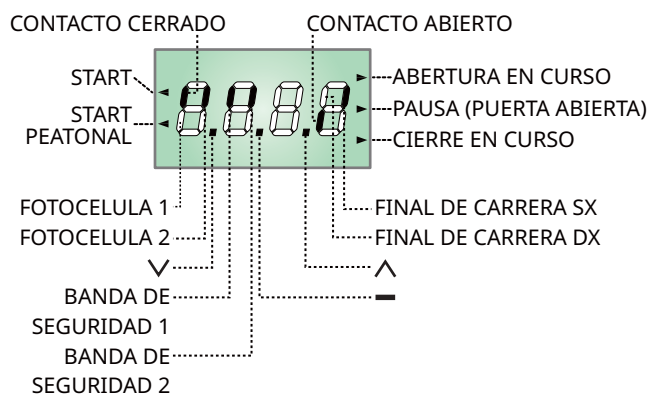 CONTACTO CERRADO
CONTACTO ABIERTO
START
START
PEATONAL
ABERTURA EN CURSO
PAUSA (PUERTA ABIERTA)
CIERRE EN CURSO
FOTOCELULA 1
FOTOCELULA 2
BANDA DE
SEGURIDAD 1
BANDA DE
SEGURIDAD 2
FINAL DE CARRERA SX
FINAL DE CARRERA DX